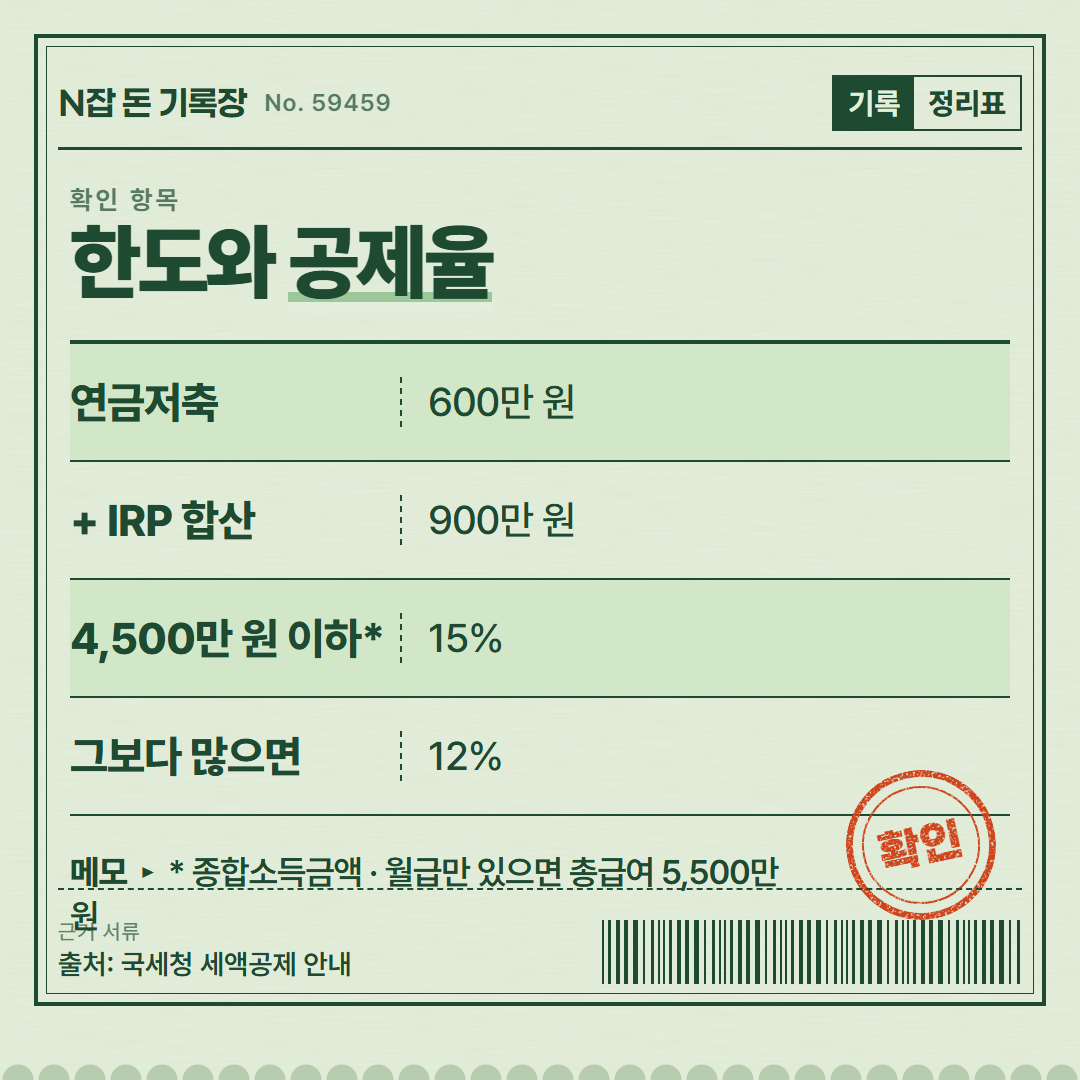 N잡 돈 기록장 No. 59459 기록 정리표
확인 항목
한도와 공제율
연금저축 600만 원
+ IRP 합산 900만 원
4,500만 원 이하* 15%
그보다 많으면 12%
확인
메모 ▸ * 종합소득금액 · 월급만 있으면 총급여 5,500만
원
근거 서류
출처: 국세청 세액공제 안내